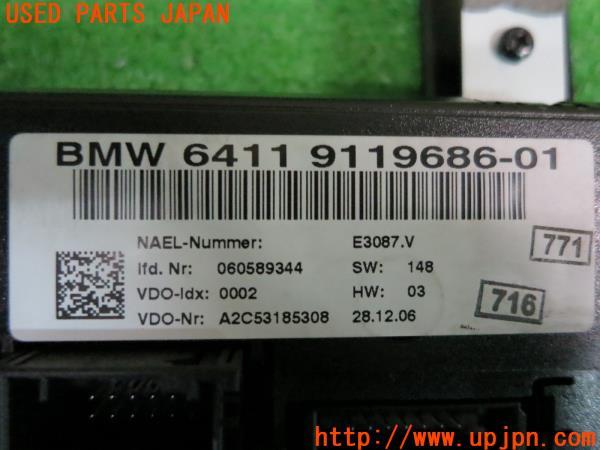 USED PARTS JAPAN
BMW 6411 9119686-01
NAEL-Nummer: E3087.V
lfd. Nr: 060589344 SW: 148
VDO-Idx: 0002 HW: 03
VDO-Nr: A2C53185308 28.12.06
771
716
http://www.upjpn.com